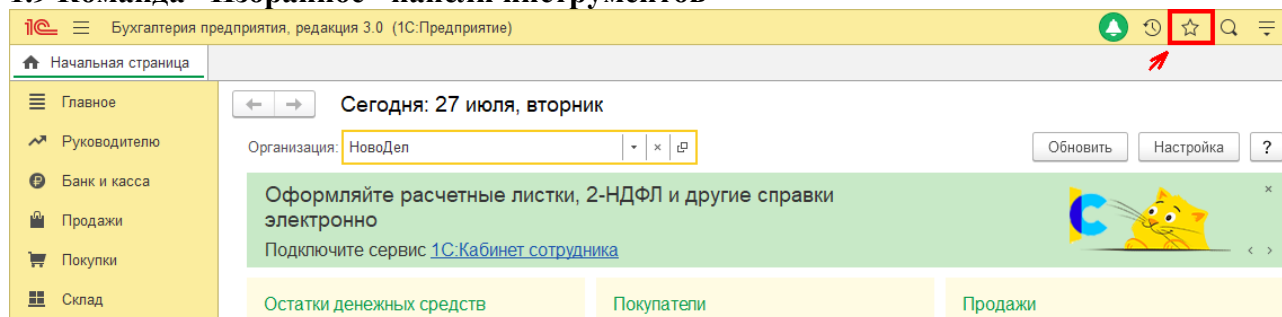 1.9 Команда "Избранное" панели инструментов
1С Бухгалтерия предприятия, редакция 3.0 (1С:Предприятие)
Начальная страница
Главное
Руководителю
Банк и касса
Продажи
Покупки
Склад
Сегодня: 27 июля, вторник
Организация: НовоДел
Обновить Настройка ?
Оформляйте расчетные листки, 2-НДФЛ и другие справки
электронно
Подключите сервис 1С:Кабинет сотрудника
Остатки денежных средств Покупатели Продажи